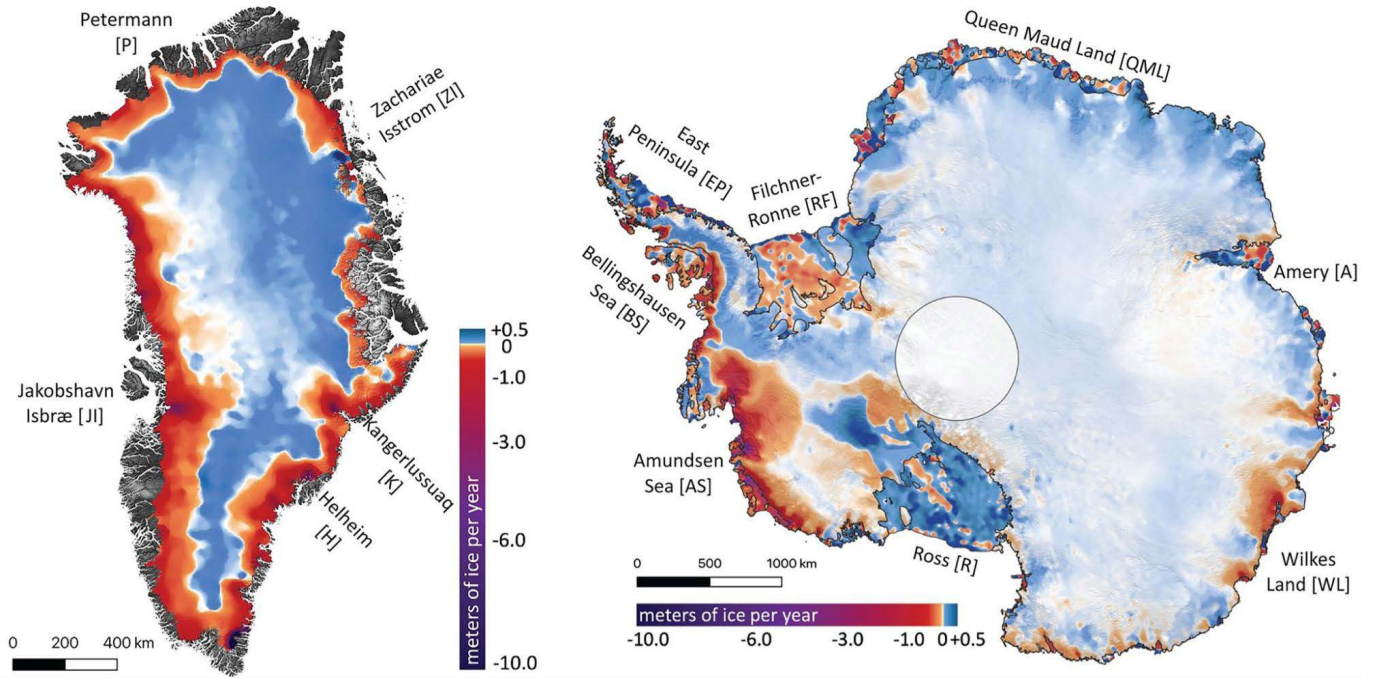 Petermann
[P]
Zachariae
Isstrom [ZI]
Jakobshavn
Isbræ [JI]
Kangerlussuaq
[K]
Helheim
[H]
0 200 400 km
+0.5
0
-1.0
-3.0
-6.0
-10.0
meters of ice per year
Queen Maud Land [QML]
East
Peninsula [EP]
Filchner-
Ronne [RF]
Bellingshausen
Sea [BS]
Amery [A]
Amundsen
Sea [AS]
Ross [R]
Wilkes
Land [WL]
0 500 1000 km
meters of ice per year
-10.0 -6.0 -3.0 -1.0 0 +0.5